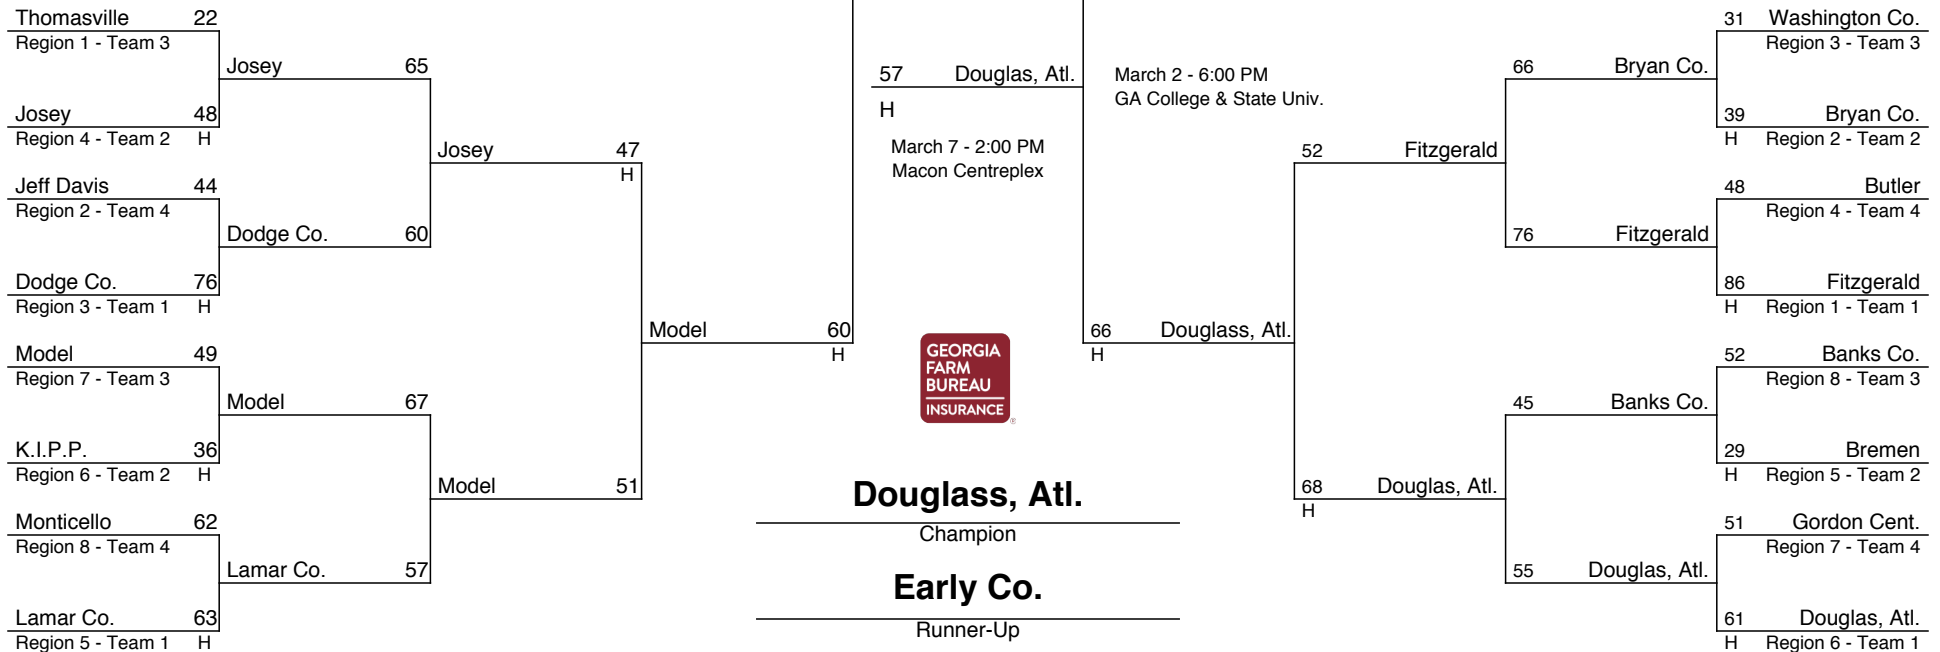 Thomasville 22
Region 1 - Team 3
Josey 65
Josey 48
Region 4 - Team 2 H
Josey 47
H
Jeff Davis 44
Region 2 - Team 4
Dodge Co. 60
Dodge Co. 76
Region 3 - Team 1 H
Model 60
H
Model 49
Region 7 - Team 3
Model 67
K.I.P.P. 36
Region 6 - Team 2 H
Model 51
Monticello 62
Region 8 - Team 4
Lamar Co. 57
Lamar Co. 63
Region 5 - Team 1 H
57 Douglas, Atl.
H
March 7 - 2:00 PM
Macon Centreplex
March 2 - 6:00 PM
GA College & State Univ.
GEORGIA
FARM
BUREAU
INSURANCE
®
Douglass, Atl.
Champion
Early Co.
Runner-Up
66 Douglass, Atl.
H
52 Fitzgerald
68 Douglas, Atl.
H
66 Bryan Co.
76 Fitzgerald
45 Banks Co.
55 Douglas, Atl.
31 Washington Co.
Region 3 - Team 3
39 Bryan Co.
H Region 2 - Team 2
48 Butler
Region 4 - Team 4
86 Fitzgerald
H Region 1 - Team 1
52 Banks Co.
Region 8 - Team 3
29 Bremen
H Region 5 - Team 2
51 Gordon Cent.
Region 7 - Team 4
61 Douglas, Atl.
H Region 6 - Team 1